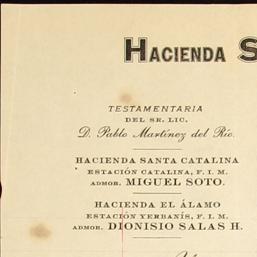 HACIENDA S
TESTAMENTARIA
DEL SR. LIC.
D. Pablo Martínez del Río.
HACIENDA SANTA CATALINA
ESTACIÓN CATALINA, F. I. M.
ADMOR. MIGUEL SOTO.
HACIENDA EL ÁLAMO
ESTACIÓN YERBANÍS, F. I. M.
ADMOR. DIONISIO SALAS H.